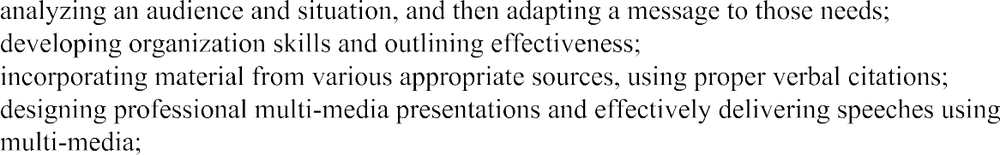 analyzing an audience and situation, and then adapting a message to those needs;
developing organization skills and outlining effectiveness;
incorporating material from various appropriate sources, using proper verbal citations;
designing professional multi-media presentations and effectively delivering speeches using
multi-media;